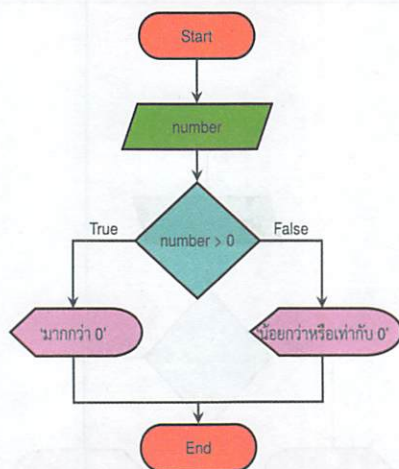 Start
number
True
number > 0
False
'มากกว่า 0'
'น้อยกว่าหรือเท่ากับ 0'
End